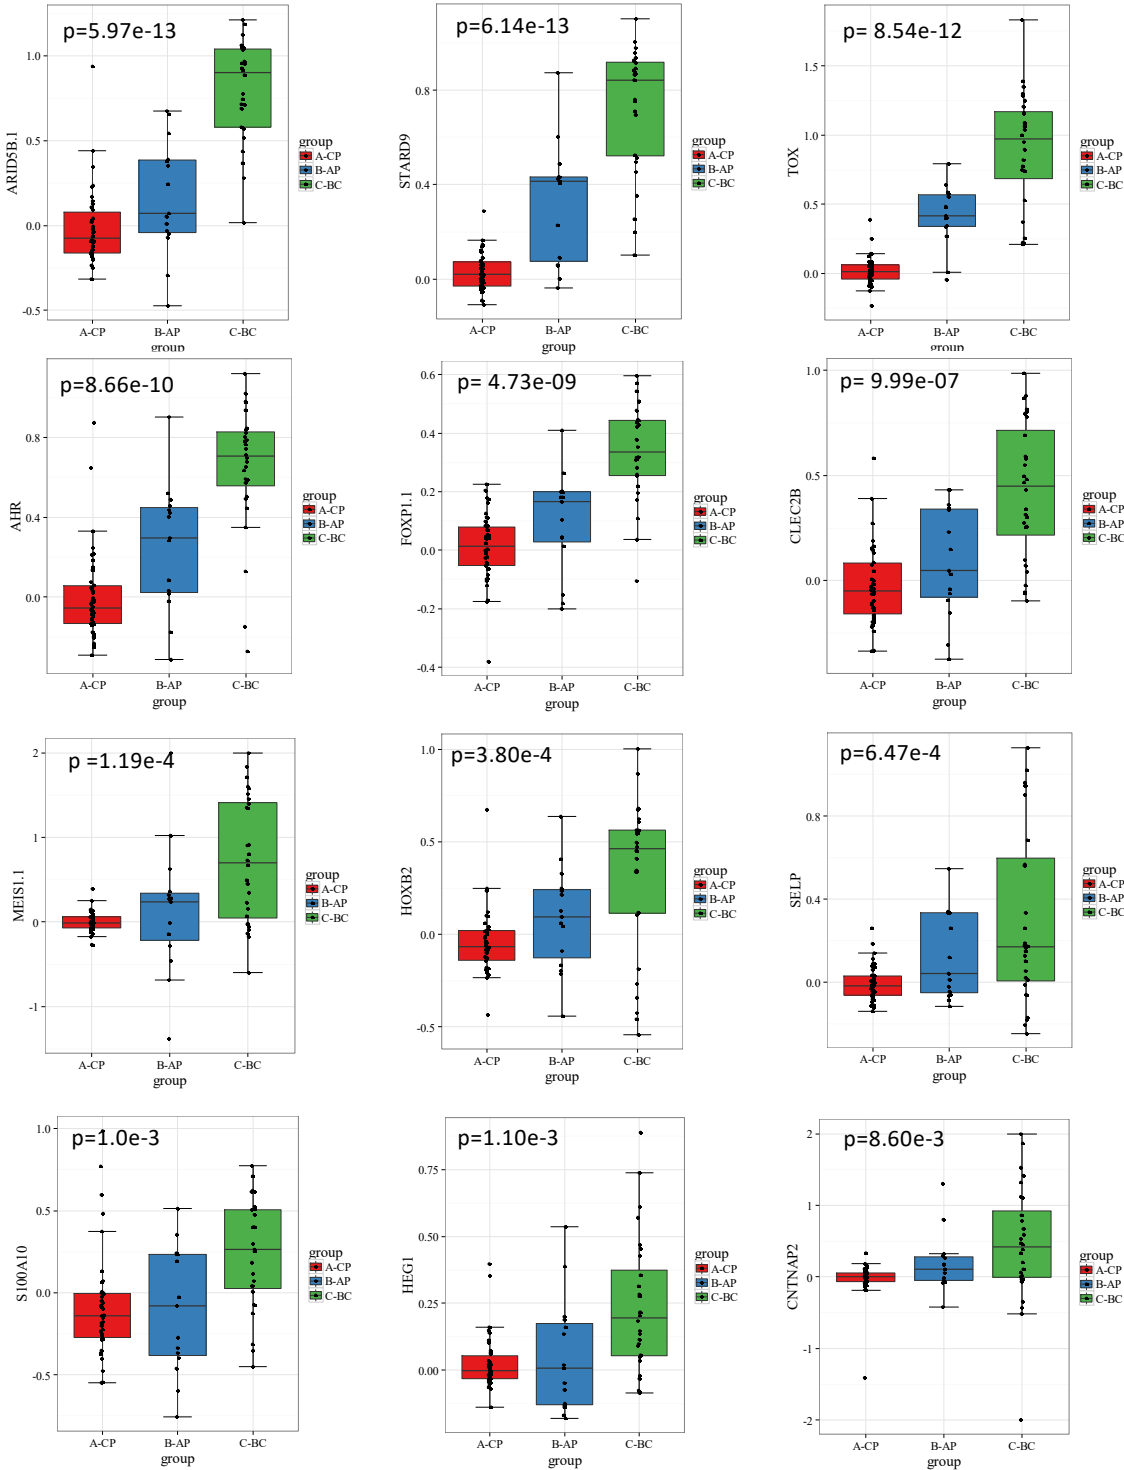 p=5.97e-13
ARID5B.1
1.0
0.5
0.0
-0.5
A-CP
B-AP
C-BC
group
group
A-CP
B-AP
C-BC
p=6.14e-13
STARD9
0.8
0.4
0.0
A-CP
B-AP
C-BC
group
group
A-CP
B-AP
C-BC
p= 8.54e-12
TOX
1.5
1.0
0.5
0.0
A-CP
B-AP
C-BC
group
group
A-CP
B-AP
C-BC
p=8.66e-10
AHR
0.8
0.4
0.0
A-CP
B-AP
C-BC
group
group
A-CP
B-AP
C-BC
p= 4.73e-09
FOXP1.1
0.6
0.4
0.2
0.0
-0.2
-0.4
A-CP
B-AP
C-BC
group
group
A-CP
B-AP
C-BC
p= 9.99e-07
CLEC2B
1.0
0.5
0.0
A-CP
B-AP
C-BC
group
group
A-CP
B-AP
C-BC
p =1.19e-4
MEIS1.1
2
1
0
-1
A-CP
B-AP
C-BC
group
group
A-CP
B-AP
C-BC
p=3.80e-4
HOXB2
1.0
0.5
0.0
-0.5
A-CP
B-AP
C-BC
group
group
A-CP
B-AP
C-BC
p=6.47e-4
SELP
0.8
0.4
0.0
A-CP
B-AP
C-BC
group
group
A-CP
B-AP
C-BC
p=1.0e-3
S100A10
1.0
0.5
0.0
-0.5
A-CP
B-AP
C-BC
group
group
A-CP
B-AP
C-BC
p=1.10e-3
HEG1
0.75
0.50
0.25
0.00
A-CP
B-AP
C-BC
group
group
A-CP
B-AP
C-BC
p=8.60e-3
CNTNAP2
2
1
0
-1
-2
A-CP
B-AP
C-BC
group
group
A-CP
B-AP
C-BC